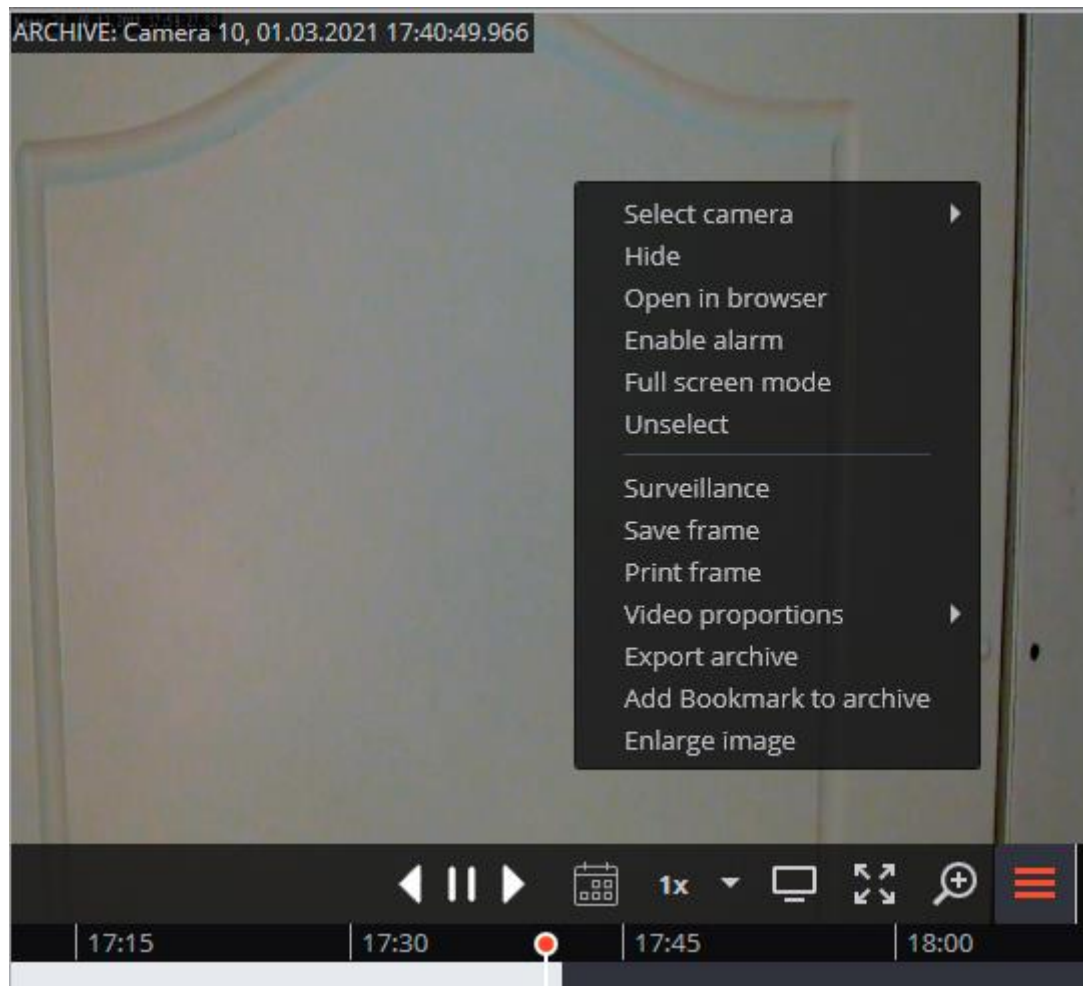 ARCHIVE: Camera 10, 01.03.2021 17:40:49.966
Select camera
Hide
Open in browser
Enable alarm
Full screen mode
Unselect
Surveillance
Save frame
Print frame
Video proportions
Export archive
Add Bookmark to archive
Enlarge image
1x
17:15 17:30 17:45 18:00